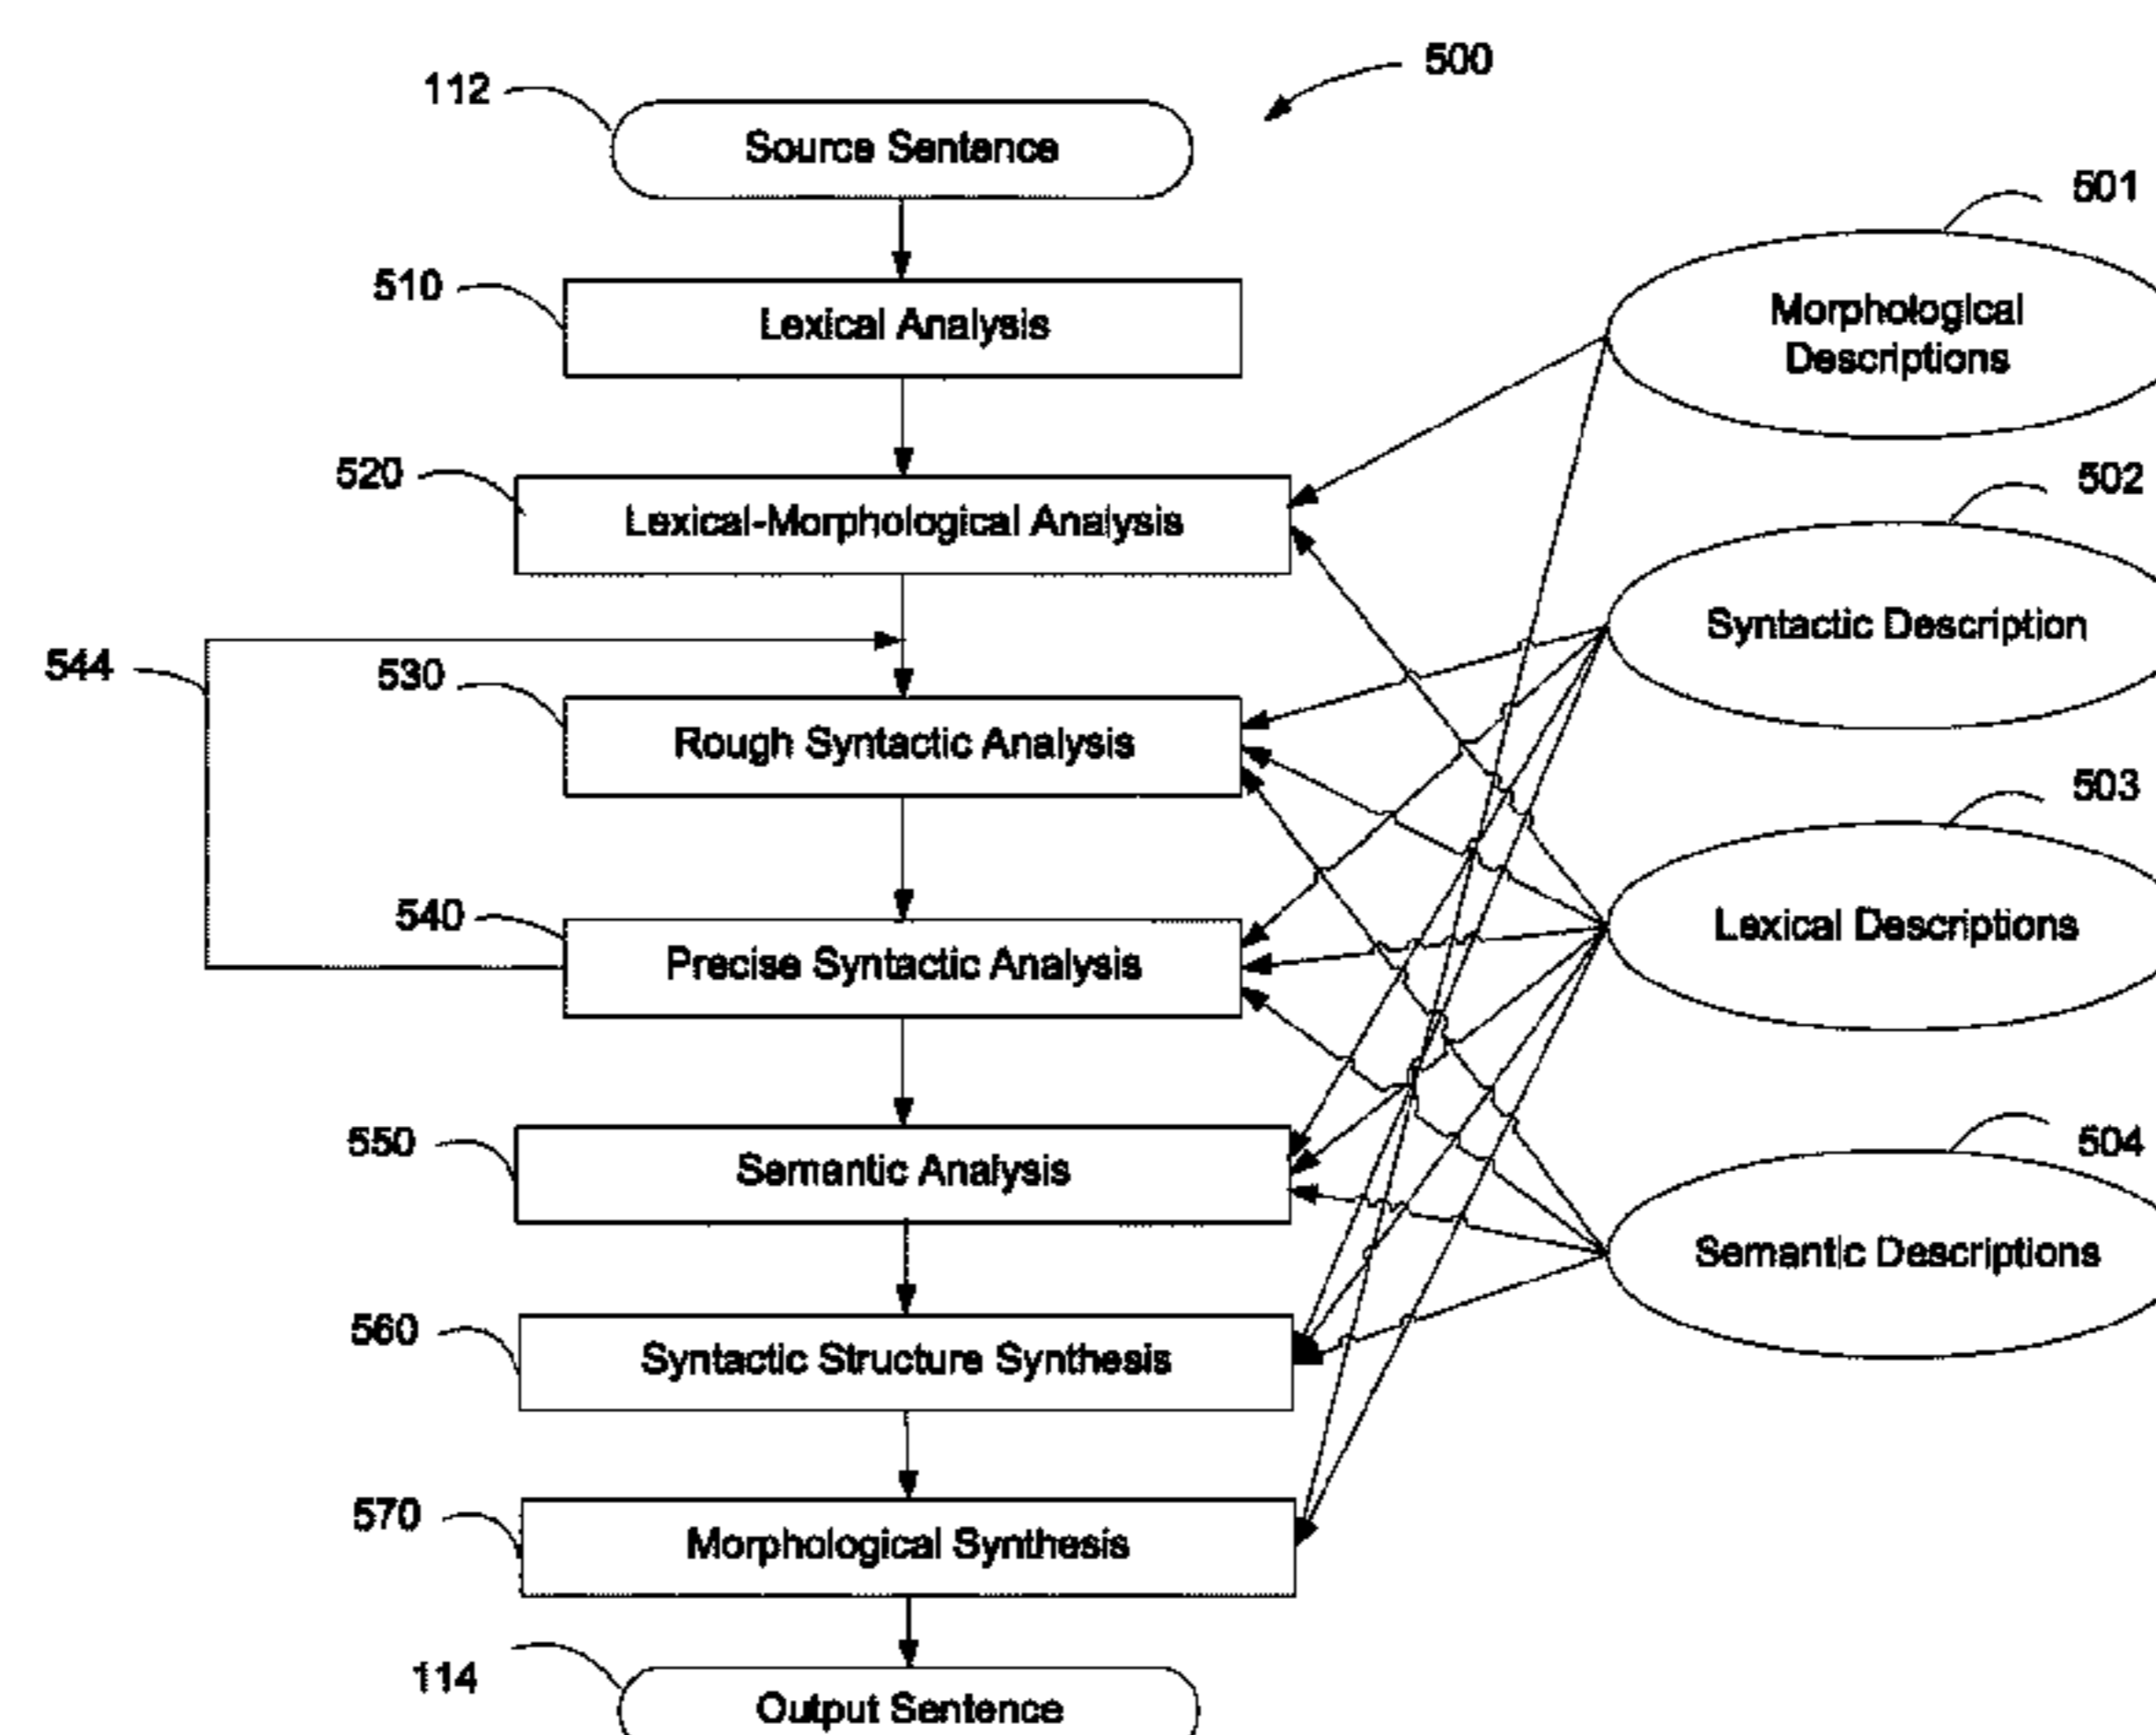 500
112
Source Sentence
501
510
Lexical Analysis
Morphological
Descriptions
520
Lexical-Morphological Analysis
502
Syntactic Description
544
530
Rough Syntactic Analysis
503
540
Precise Syntactic Analysis
Lexical Descriptions
550
Semantic Analysis
504
Semantic Descriptions
560
Syntactic Structure Synthesis
570
Morphological Synthesis
114
Output Sentence